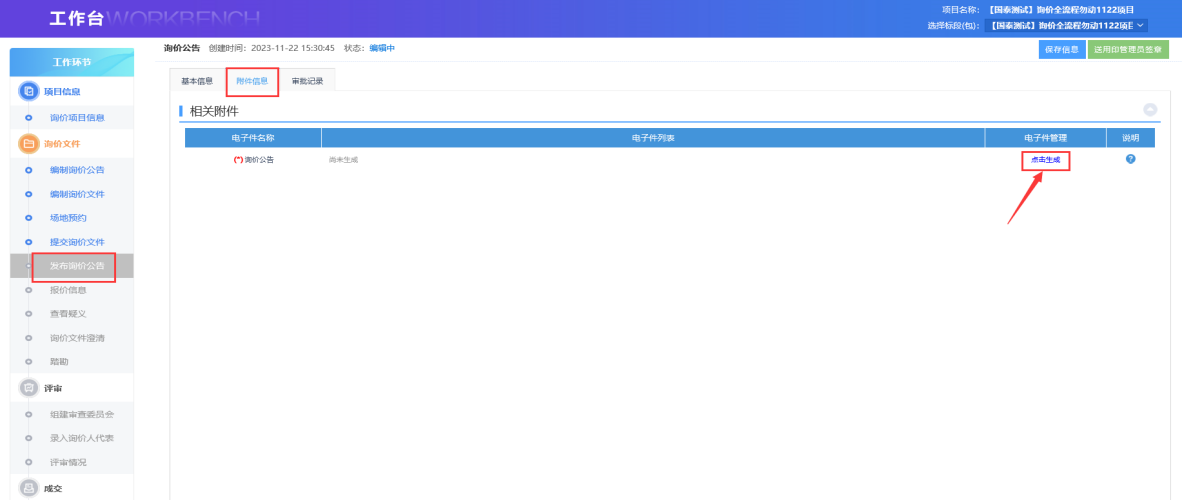 工作台WORKBENCH
项目名称： 【国泰测试】询价全流程勿动1122项目
选择标段(包)： 【国泰测试】询价全流程勿动1122项目
询价公告 创建时间：2023-11-22 15:30:45 状态：编辑中
保存信息 送用印管理员签章
工作环节
项目信息
询价项目信息
询价文件
编制询价公告
编制询价文件
场地预约
提交询价文件
发布询价公告
报价信息
查看疑义
询价文件澄清
踏勘
评审
组建审查委员会
录入询价人代表
评审情况
成交
基本信息 附件信息 审批记录
相关附件
电子件名称 电子件列表 电子件管理 说明
(*) 询价公告 尚未生成 点击生成